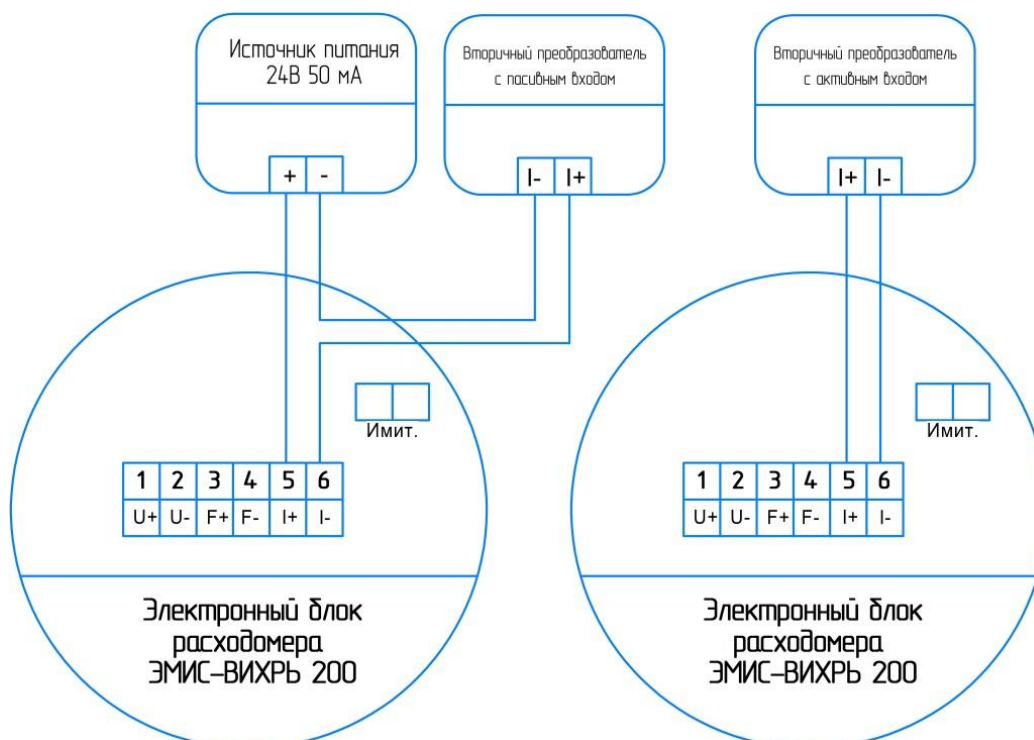 Источник питания
24В 50 мА
+ -
Вторичный преобразователь
с пасивным входом
I- I+
Вторичный преобразователь
с активным входом
I+ I-
Имит.
1 2 3 4 5 6
U+ U- F+ F- I+ I-
Электронный блок
расходомера
ЭМИС-ВИХРЬ 200
Имит.
1 2 3 4 5 6
U+ U- F+ F- I+ I-
Электронный блок
расходомера
ЭМИС-ВИХРЬ 200